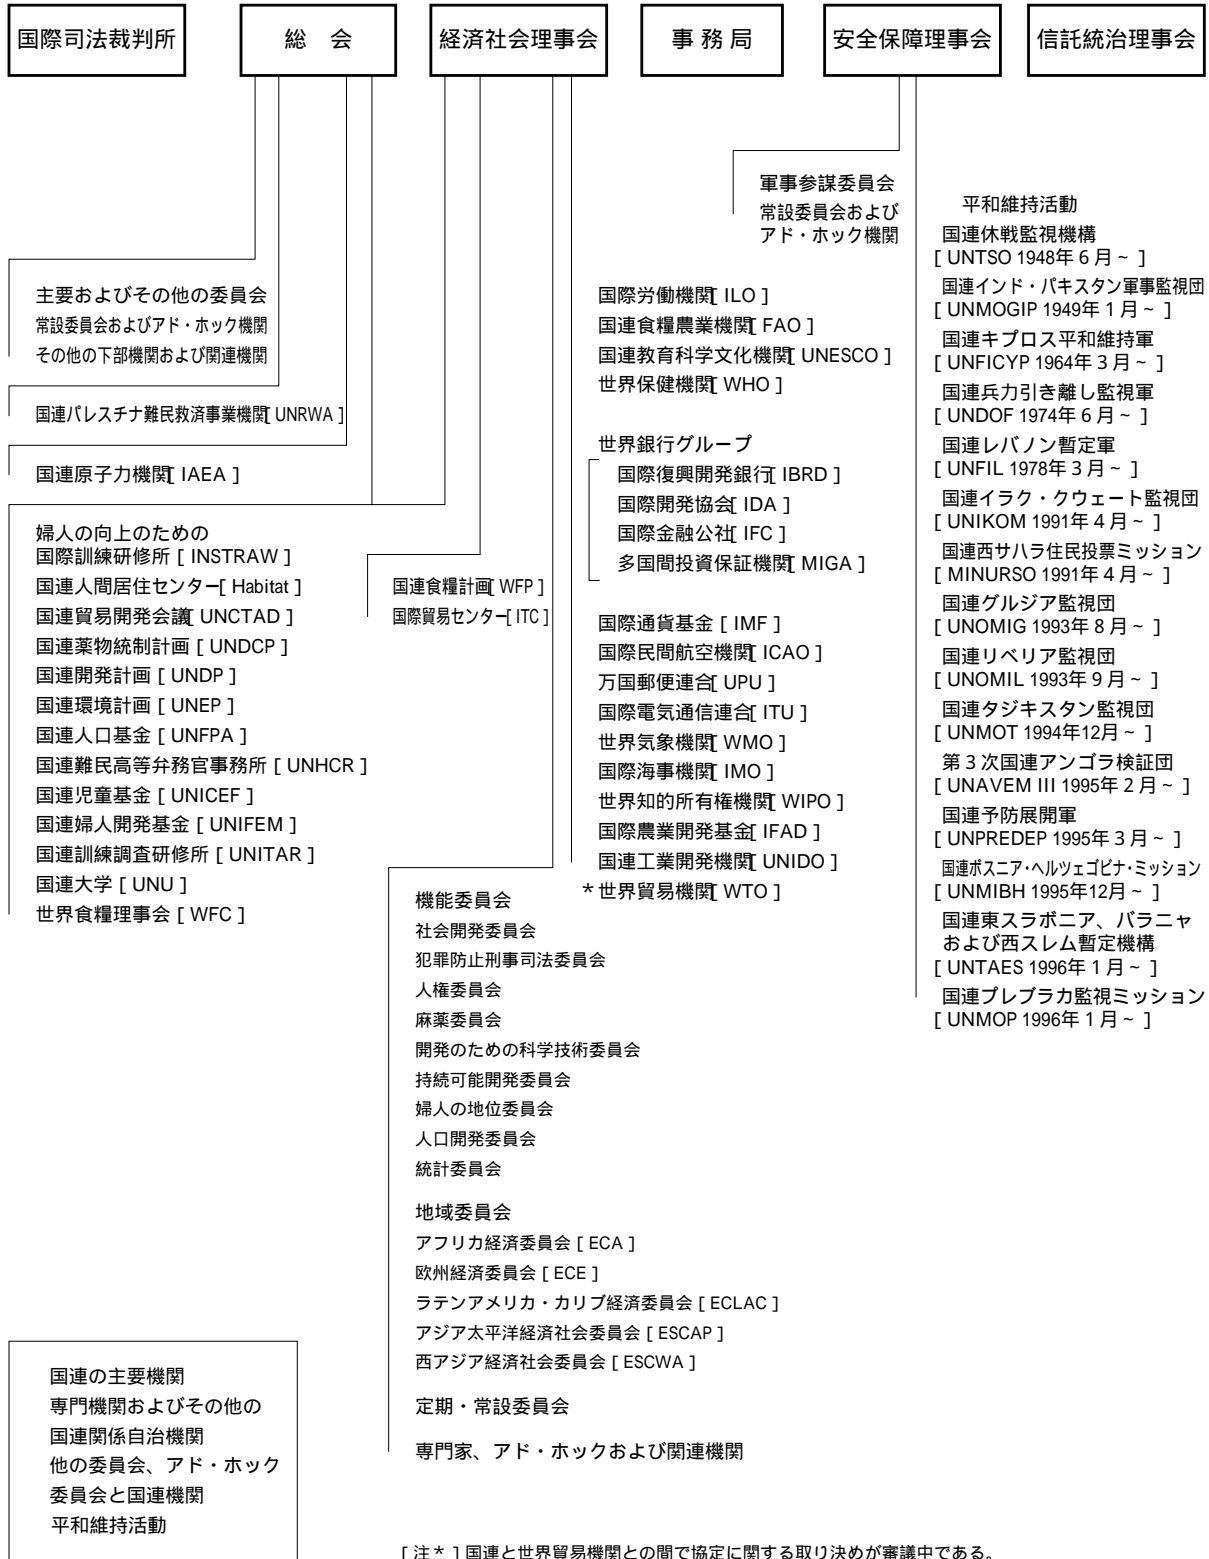 国際司法裁判所
総 会
経済社会理事会
事 務 局
安全保障理事会
信託統治理事会
軍事参謀委員会
常設委員会および
アド・ホック機関
主要およびその他の委員会
常設委員会およびアド・ホック機関
その他の下部機関および関連機関
国連パレスチナ難民救済事業機関[ UNRWA ]
国連原子力機関[ IAEA ]
婦人の向上のための
国際訓練研修所 [ INSTRAW ]
国連人間居住センター[ Habitat ]
国連貿易開発会議[ UNCTAD ]
国連薬物統制計画 [ UNDCP ]
国連開発計画 [ UNDP ]
国連環境計画 [ UNEP ]
国連人口基金 [ UNFPA ]
国連難民高等弁務官事務所 [ UNHCR ]
国連児童基金 [ UNICEF ]
国連婦人開発基金 [ UNIFEM ]
国連訓練調査研修所 [ UNITAR ]
国連大学 [ UNU ]
世界食糧理事会 [ WFC ]
国連食糧計画[ WFP ]
国際貿易センター[ ITC ]
国際労働機関[ ILO ]
国連食糧農業機関[ FAO ]
国連教育科学文化機関[ UNESCO ]
世界保健機関[ WHO ]
世界銀行グループ
国際復興開発銀行[ IBRD ]
国際開発協会[ IDA ]
国際金融公社[ IFC ]
多国間投資保証機関[ MIGA ]
国際通貨基金 [ IMF ]
国際民間航空機関[ ICAO ]
万国郵便連合[ UPU ]
国際電気通信連合[ ITU ]
世界気象機関[ WMO ]
国際海事機関[ IMO ]
世界知的所有権機関[ WIPO ]
国際農業開発基金[ IFAD ]
国連工業開発機関[ UNIDO ]
*世界貿易機関[ WTO ]
平和維持活動
国連休戦監視機構
[ UNTSO 1948年6月~ ]
国連インド・パキスタン軍事監視団
[ UNMOGIP 1949年1月~ ]
国連キプロス平和維持軍
[ UNFICYP 1964年3月~ ]
国連兵力引き離し監視軍
[ UNDOF 1974年6月~ ]
国連レバノン暫定軍
[ UNFIL 1978年3月~ ]
国連イラク・クウェート監視団
[ UNIKOM 1991年4月~ ]
国連西サハラ住民投票ミッション
[ MINURSO 1991年4月~ ]
国連グルジア監視団
[ UNOMIG 1993年8月~ ]
国連リベリア監視団
[ UNOMIL 1993年9月~ ]
国連タジキスタン監視団
[ UNMOT 1994年12月~ ]
第3次国連アンゴラ検証団
[ UNAVEM III 1995年2月~ ]
国連予防展開軍
[ UNPREDEP 1995年3月~ ]
国連ボスニア・ヘルツェゴビナ・ミッション
[ UNMIBH 1995年12月~ ]
国連東スラボニア、バラニャ
および西スレム暫定機構
[ UNTAES 1996年1月~ ]
国連プレブラカ監視ミッション
[ UNMOP 1996年1月~ ]
機能委員会
社会開発委員会
犯罪防止刑事司法委員会
人権委員会
麻薬委員会
開発のための科学技術委員会
持続可能開発委員会
婦人の地位委員会
人口開発委員会
統計委員会
地域委員会
アフリカ経済委員会 [ ECA ]
欧州経済委員会 [ ECE ]
ラテンアメリカ・カリブ経済委員会 [ ECLAC ]
アジア太平洋経済社会委員会 [ ESCAP ]
西アジア経済社会委員会 [ ESCWA ]
定期・常設委員会
専門家、アド・ホックおよび関連機関
国連の主要機関
専門機関およびその他の
国連関係自治機関
他の委員会、アド・ホック
委員会と国連機関
平和維持活動
[ 注* ] 国連と世界貿易機関との間で協定に関する取り決めが審議中である。